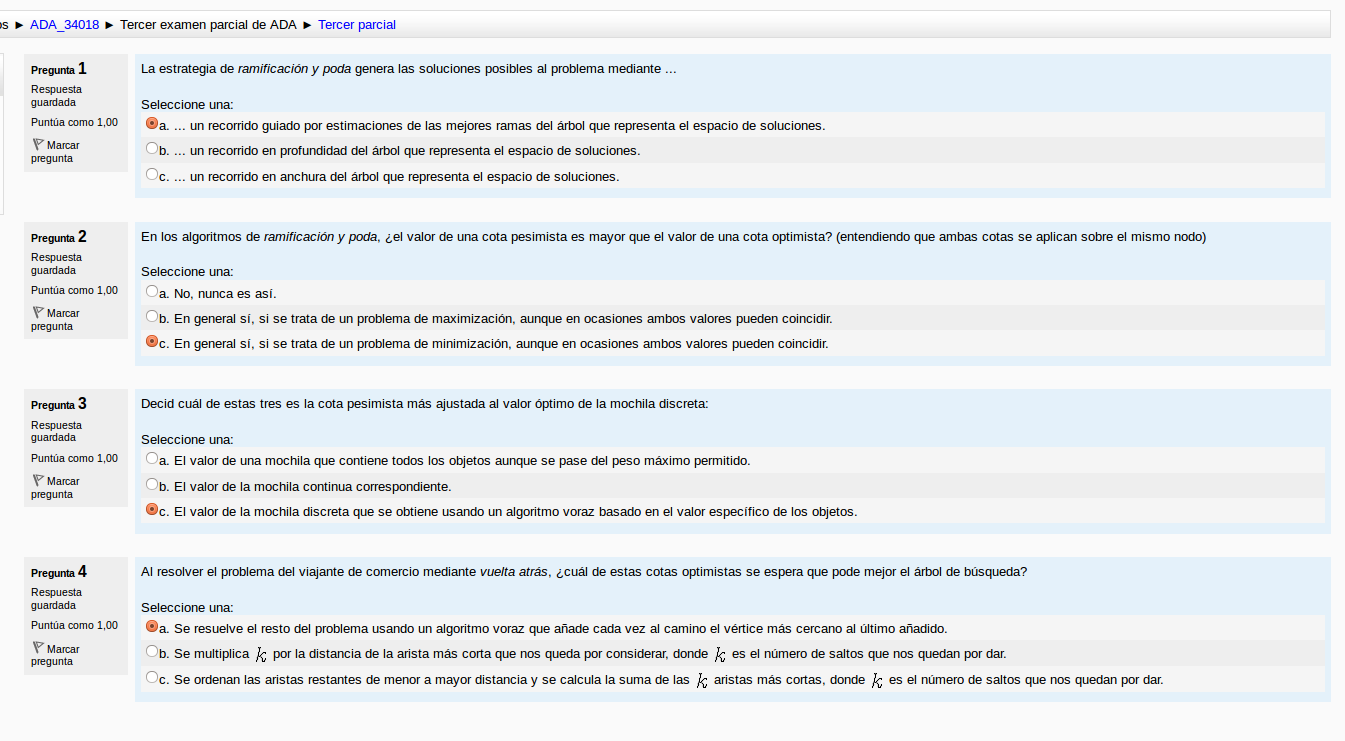 os ► ADA_34018 ► Tercer examen parcial de ADA ► Tercer parcial
Pregunta 1
Respuesta
guardada
Puntúa como 1,00
Marcar
pregunta
La estrategia de ramificación y poda genera las soluciones posibles al problema mediante ...
Seleccione una:
a. ... un recorrido guiado por estimaciones de las mejores ramas del árbol que representa el espacio de soluciones.
b. ... un recorrido en profundidad del árbol que representa el espacio de soluciones.
c. ... un recorrido en anchura del árbol que representa el espacio de soluciones.
Pregunta 2
Respuesta
guardada
Puntúa como 1,00
Marcar
pregunta
En los algoritmos de ramificación y poda, ¿el valor de una cota pesimista es mayor que el valor de una cota optimista? (entendiendo que ambas cotas se aplican sobre el mismo nodo)
Seleccione una:
a. No, nunca es así.
b. En general sí, si se trata de un problema de maximización, aunque en ocasiones ambos valores pueden coincidir.
c. En general sí, si se trata de un problema de minimización, aunque en ocasiones ambos valores pueden coincidir.
Pregunta 3
Respuesta
guardada
Puntúa como 1,00
Marcar
pregunta
Decid cuál de estas tres es la cota pesimista más ajustada al valor óptimo de la mochila discreta:
Seleccione una:
a. El valor de una mochila que contiene todos los objetos aunque se pase del peso máximo permitido.
b. El valor de la mochila continua correspondiente.
c. El valor de la mochila discreta que se obtiene usando un algoritmo voraz basado en el valor específico de los objetos.
Pregunta 4
Respuesta
guardada
Puntúa como 1,00
Marcar
pregunta
Al resolver el problema del viajante de comercio mediante vuelta atrás, ¿cuál de estas cotas optimistas se espera que pode mejor el árbol de búsqueda?
Seleccione una:
a. Se resuelve el resto del problema usando un algoritmo voraz que añade cada vez al camino el vértice más cercano al último añadido.
b. Se multiplica k por la distancia de la arista más corta que nos queda por considerar, donde k es el número de saltos que nos quedan por dar.
c. Se ordenan las aristas restantes de menor a mayor distancia y se calcula la suma de las k aristas más cortas, donde k es el número de saltos que nos quedan por dar.